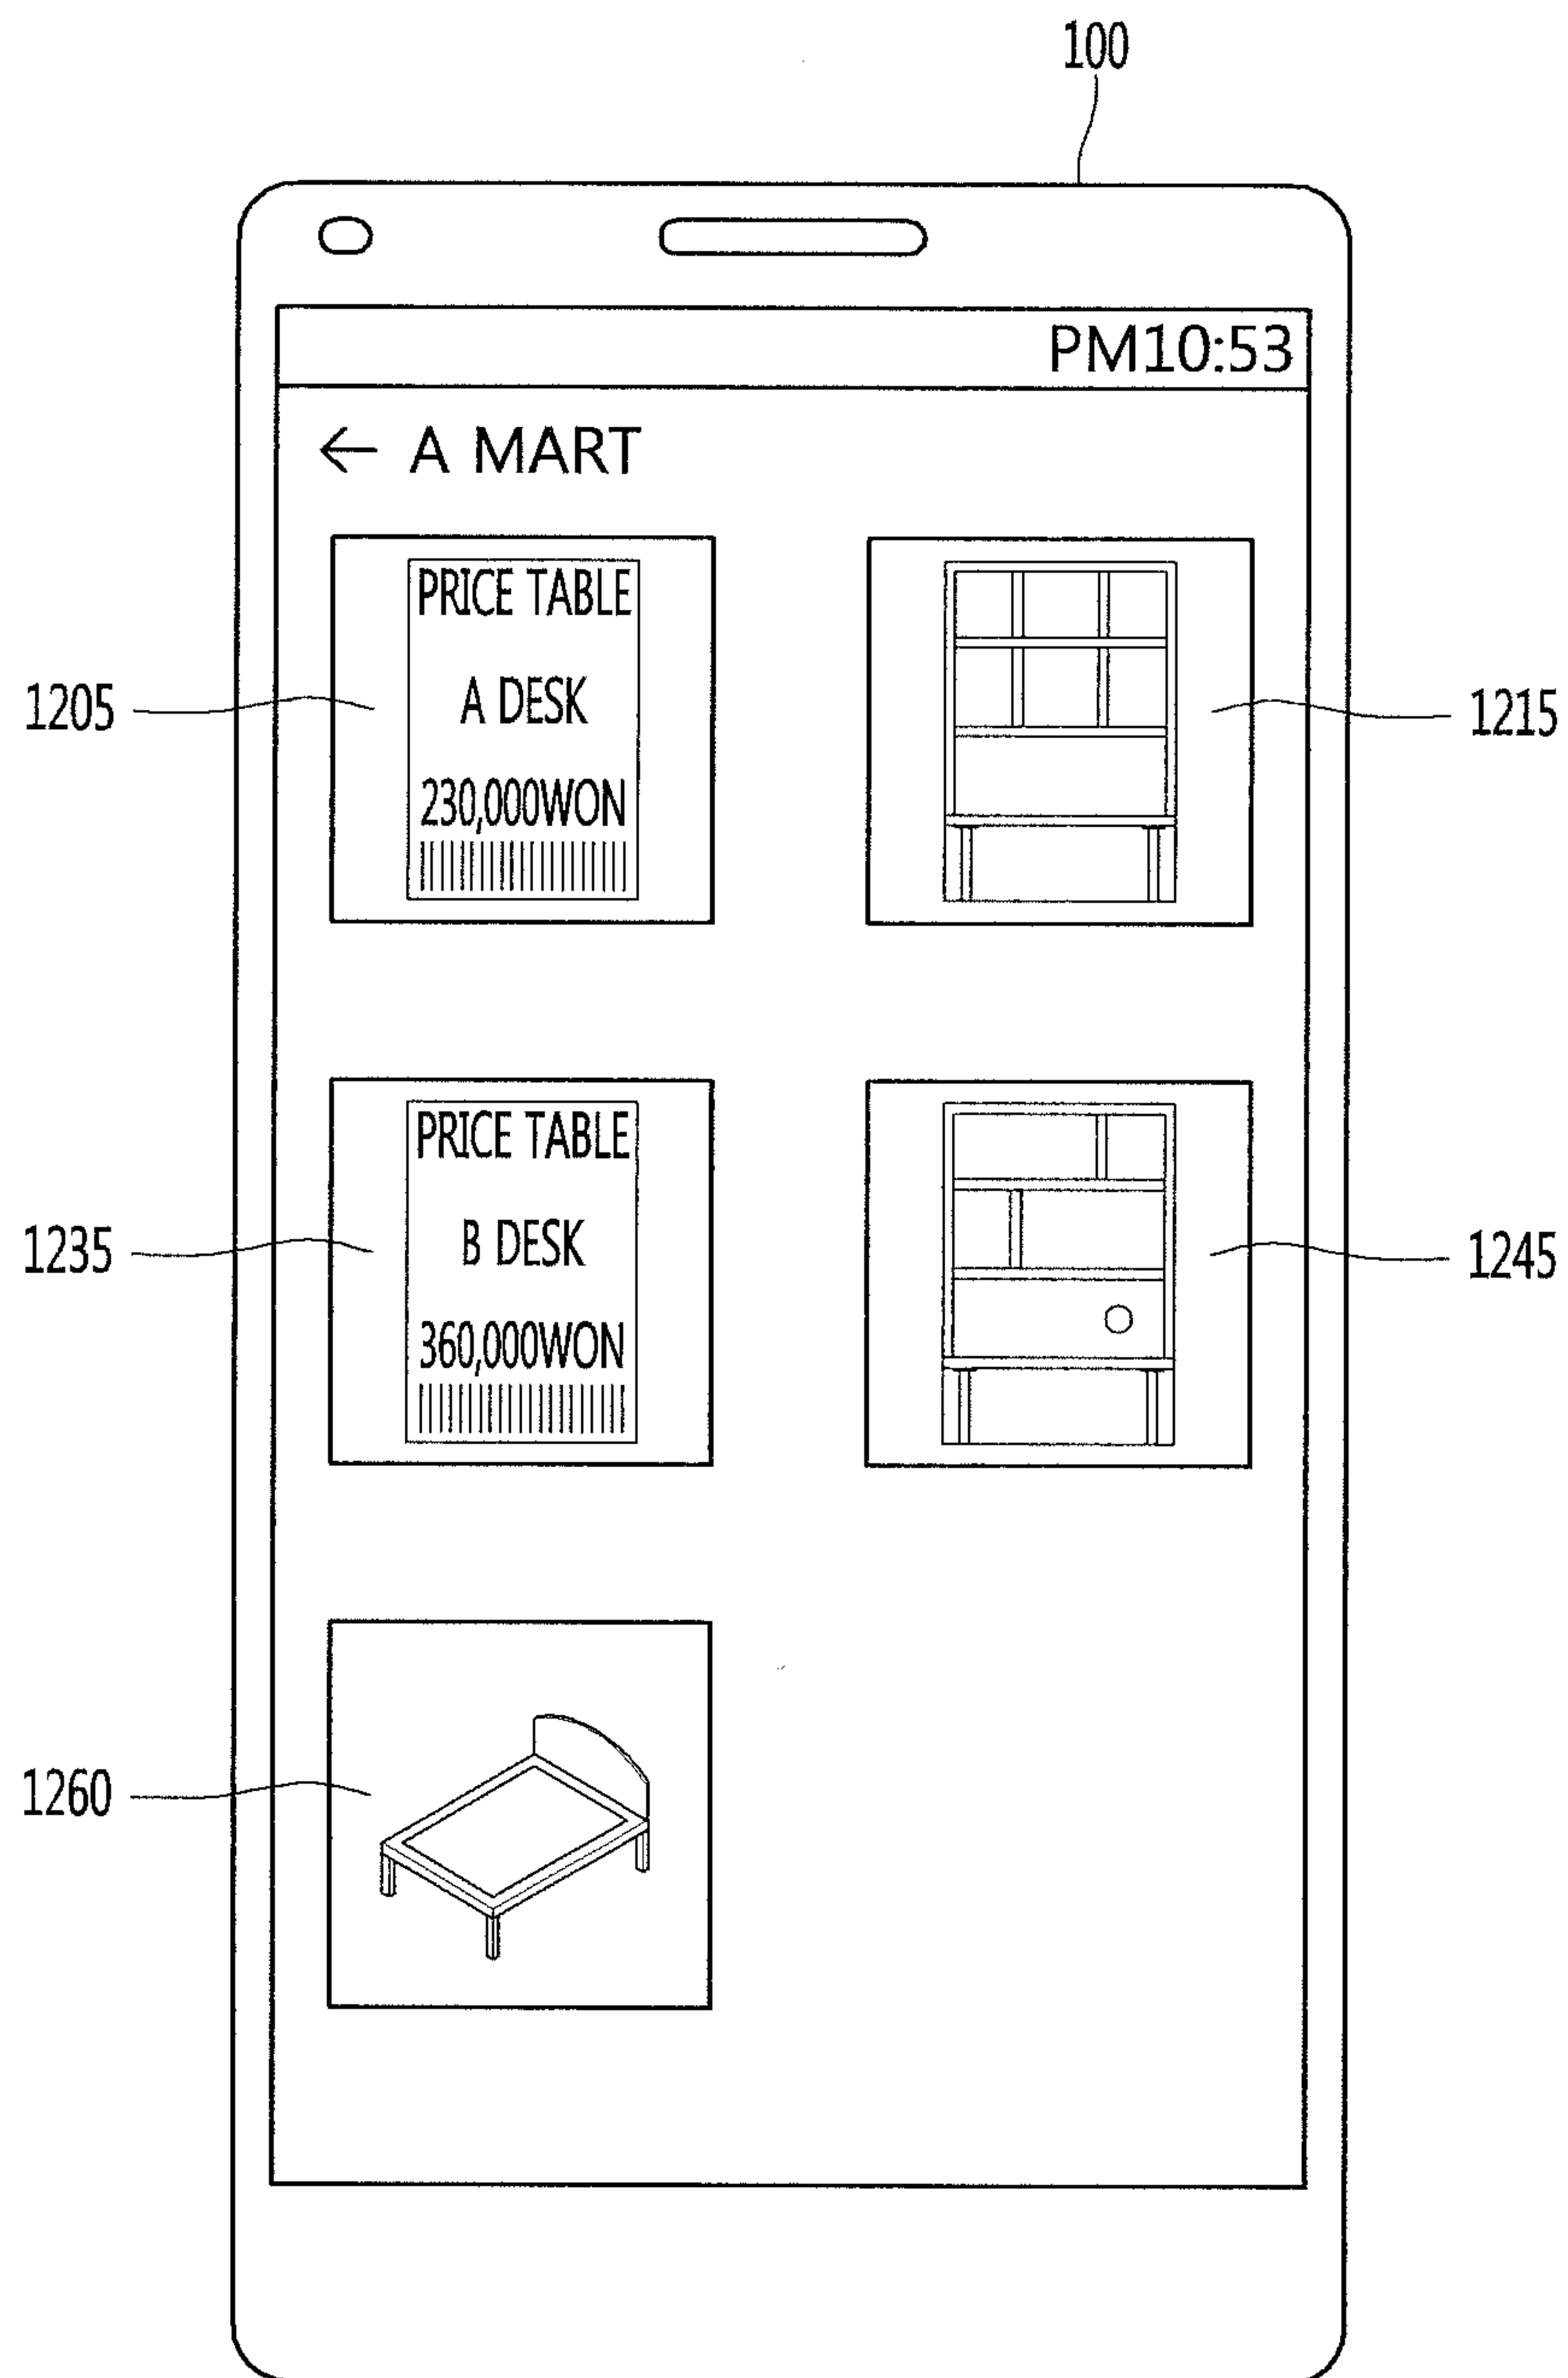 100
PM10:53
← A MART
PRICE TABLE
A DESK
230,000WON
1205
1215
PRICE TABLE
B DESK
360,000WON
1235
1245
1260